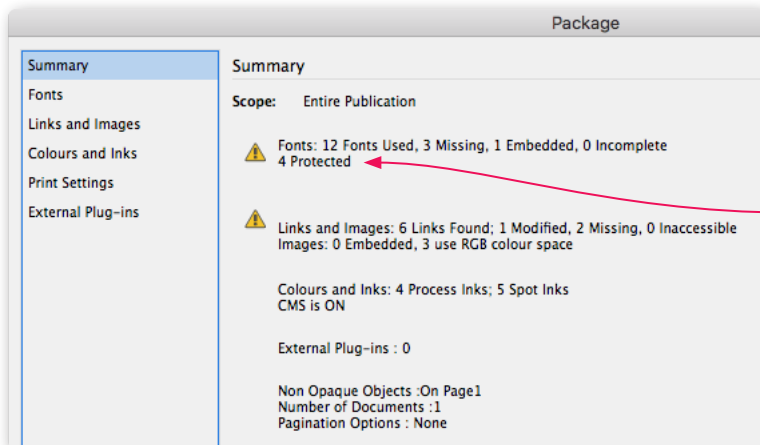 Package
Summary
Fonts
Links and Images
Colours and Inks
Print Settings
External Plug-ins
Summary
Scope: Entire Publication
Fonts: 12 Fonts Used, 3 Missing, 1 Embedded, 0 Incomplete
4 Protected
Links and Images: 6 Links Found; 1 Modified, 2 Missing, 0 Inaccessible
Images: 0 Embedded, 3 use RGB colour space
Colours and Inks: 4 Process Inks; 5 Spot Inks
CMS is ON
External Plug-ins : 0
Non Opaque Objects :On Page1
Number of Documents :1
Pagination Options : None